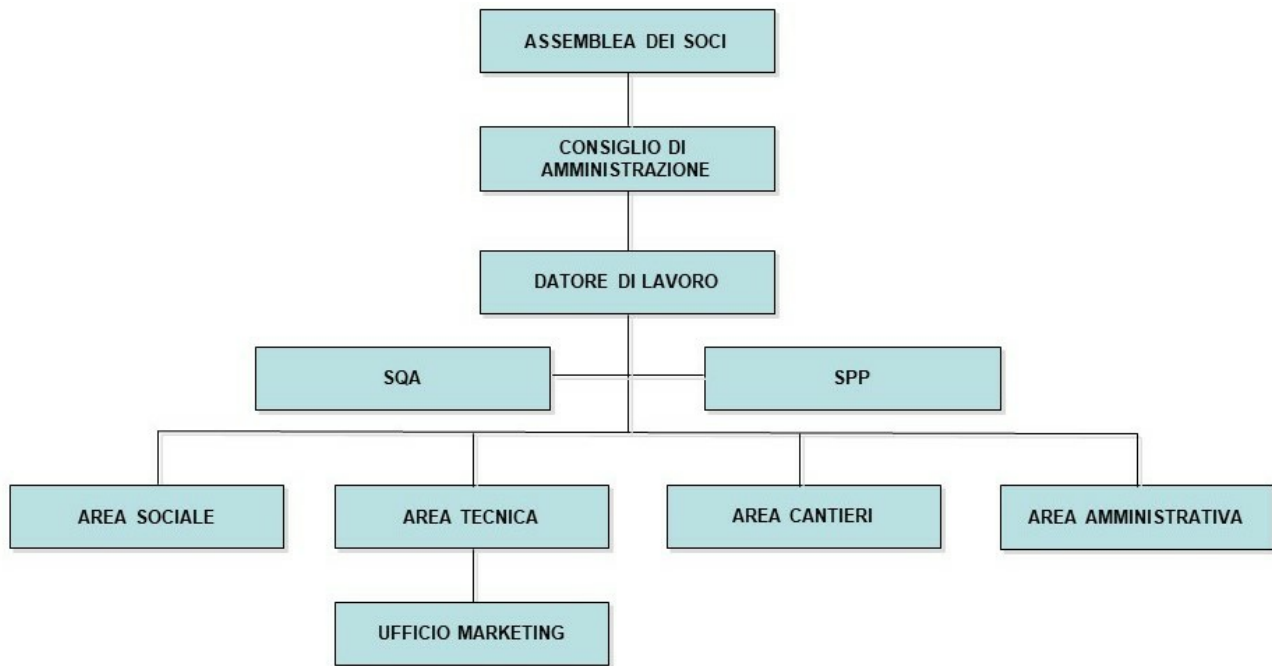 ASSEMBLEA DEI SOCI
CONSIGLIO DI
AMMINISTRAZIONE
DATORE DI LAVORO
SQA
SPP
AREA SOCIALE
AREA TECNICA
AREA CANTIERI
AREA AMMINISTRATIVA
UFFICIO MARKETING